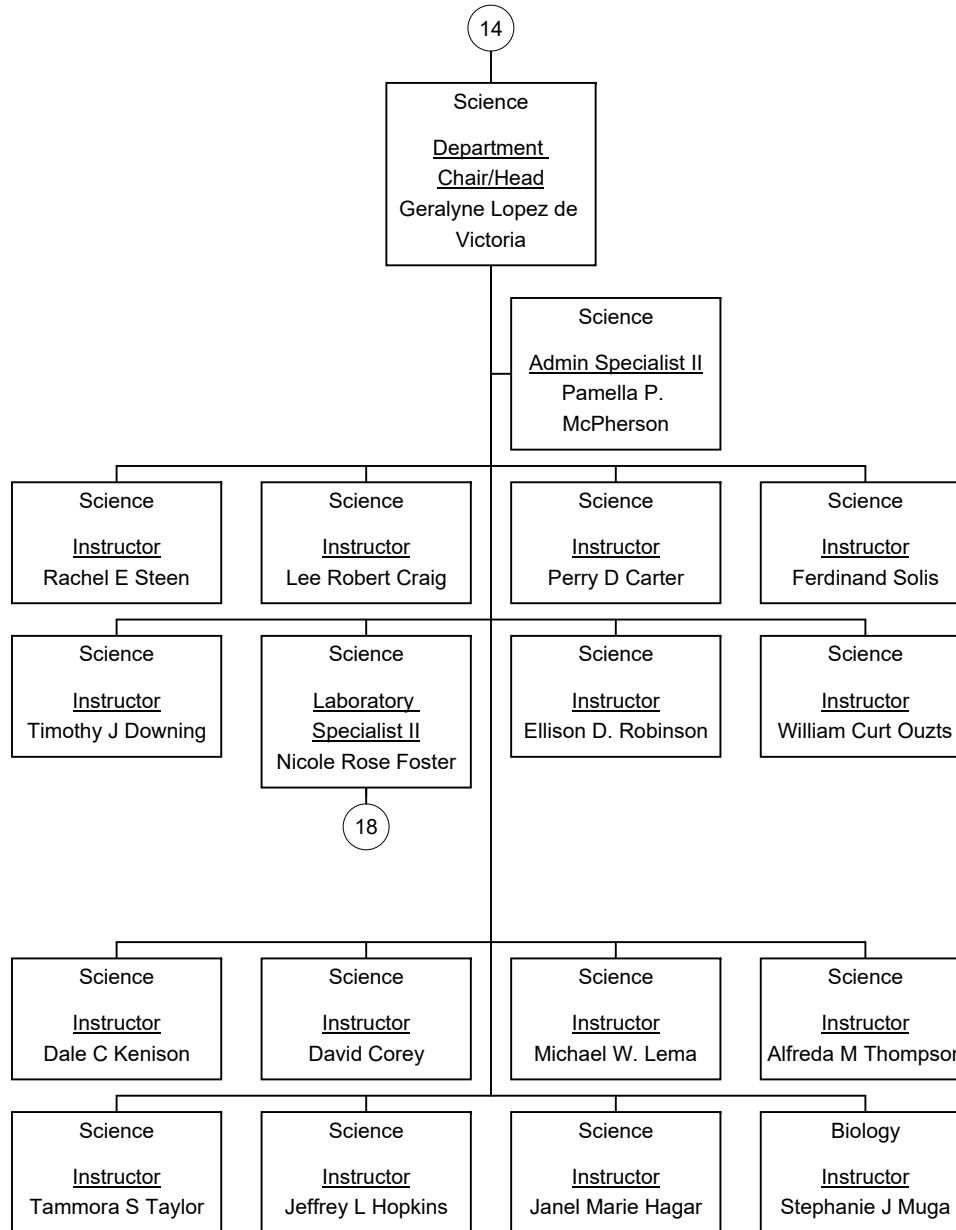 14
Science
Department
Chair/Head
Geralyne Lopez de
Victoria
Science
Admin Specialist II
Pamella P.
McPherson
Science
Instructor
Rachel E Steen
Science
Instructor
Lee Robert Craig
Science
Instructor
Perry D Carter
Science
Instructor
Ferdinand Solis
Science
Instructor
Timothy J Downing
Science
Laboratory
Specialist II
Nicole Rose Foster
18
Science
Instructor
Ellison D. Robinson
Science
Instructor
William Curt Ouzts
Science
Instructor
Dale C Kenison
Science
Instructor
David Corey
Science
Instructor
Michael W. Lema
Science
Instructor
Alfreda M Thompson
Science
Instructor
Tammora S Taylor
Science
Instructor
Jeffrey L Hopkins
Science
Instructor
Janel Marie Hagar
Biology
Instructor
Stephanie J Muga